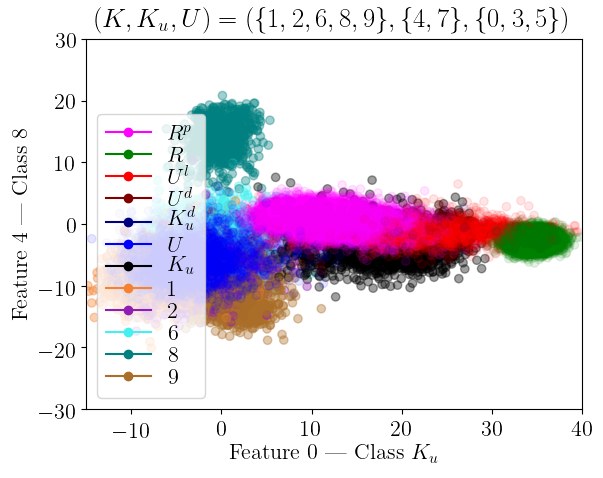 (K, K_u, U) = ({1, 2, 6, 8, 9}, {4, 7}, {0, 3, 5})
30
20
10
0
−10
−20
−30
Feature 4 — Class 8
R^p
R
U^l
U^d
K_u^d
U
K_u
1
2
6
8
9
−10
0
10
20
30
40
Feature 0 — Class K_u